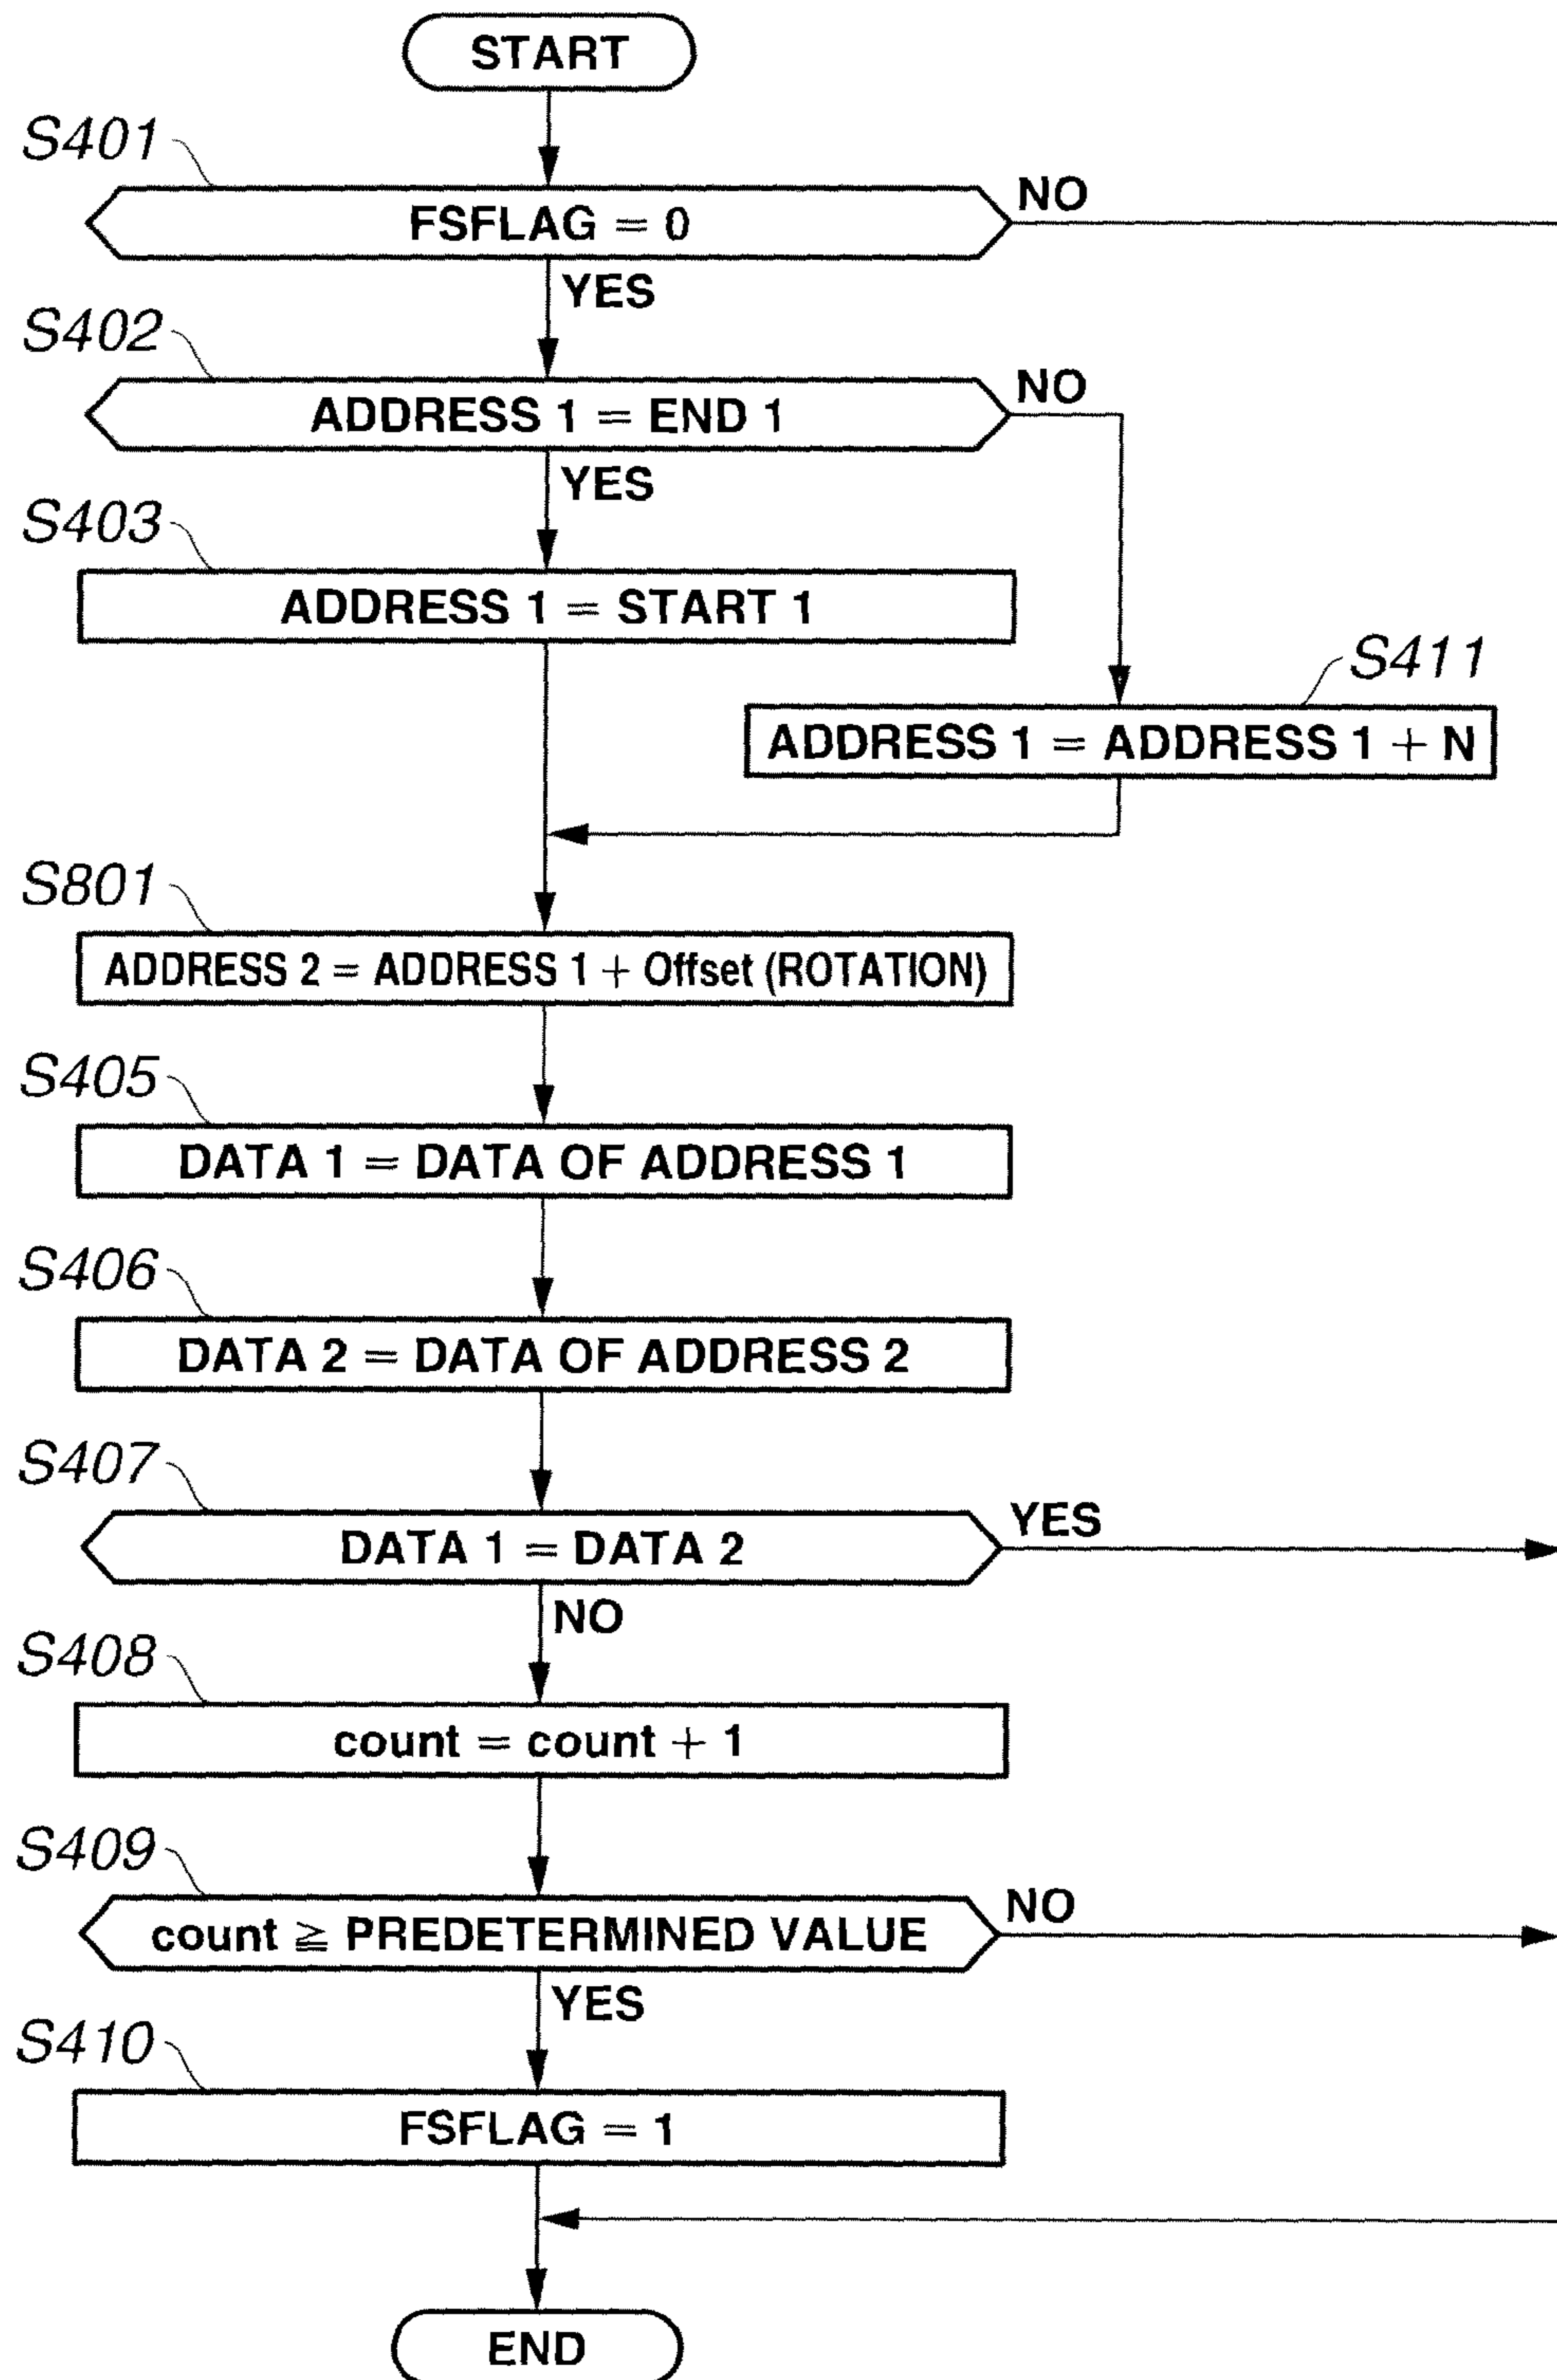 START
S401
FSFLAG = 0
NO
YES
S402
ADDRESS 1 = END 1
NO
YES
S403
ADDRESS 1 = START 1
S411
ADDRESS 1 = ADDRESS 1 + N
S801
ADDRESS 2 = ADDRESS 1 + Offset (ROTATION)
S405
DATA 1 = DATA OF ADDRESS 1
S406
DATA 2 = DATA OF ADDRESS 2
S407
DATA 1 = DATA 2
YES
NO
S408
count = count + 1
S409
count ≧ PREDETERMINED VALUE
NO
YES
S410
FSFLAG = 1
END